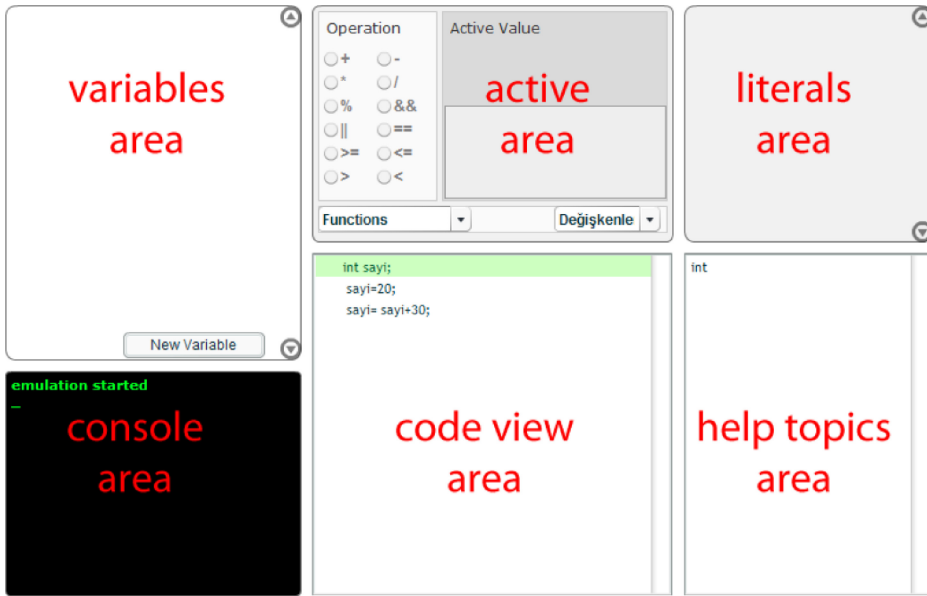 variables
area
New Variable
Operation
+ -
* /
% &&
|| ==
>= <=
> <
Active Value
active
area
Functions
Değişkenle
literals
area
emulation started
_
console
area
int sayi;
sayi=20;
sayi= sayi+30;
code view
area
int
help topics
area